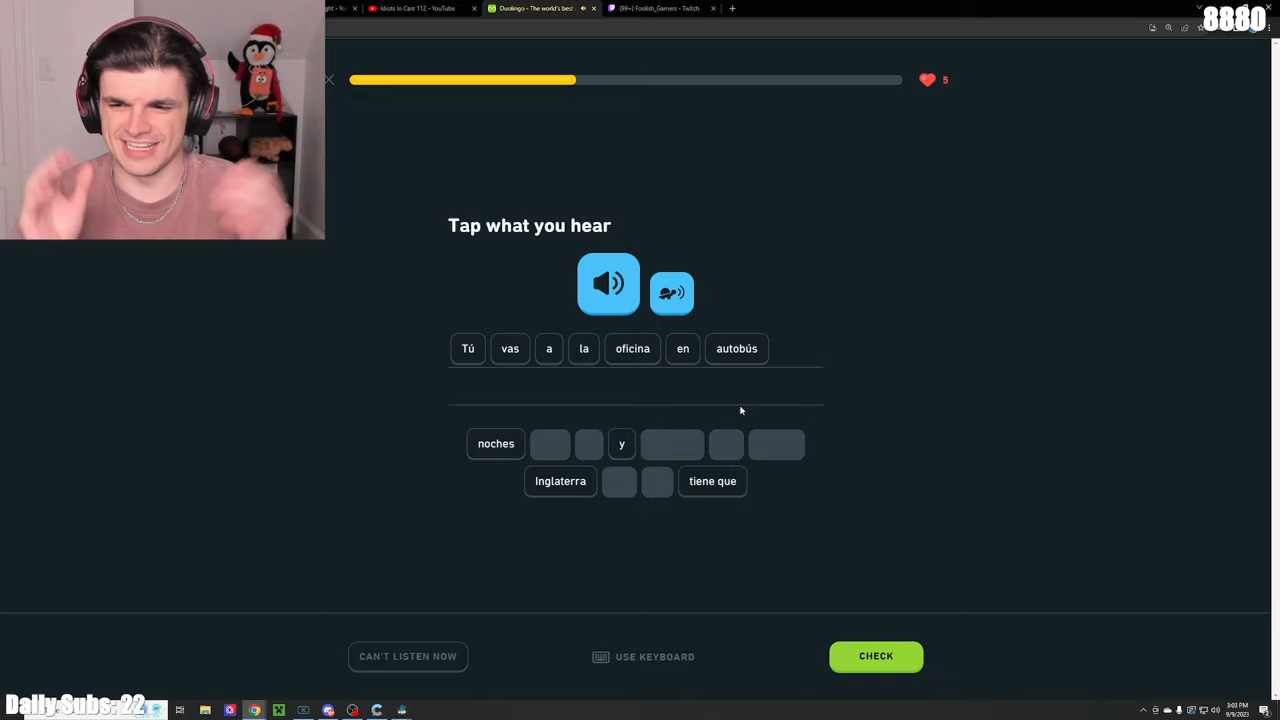 ght - Yo
Idiots In Cars 112 - YouTube
Duolingo - The world's best
(99+) Foolish_Gamers - Twitch
8880
5
Tap what you hear
Tú vas a la oficina en autobús
noches y
Inglaterra tiene que
CAN'T LISTEN NOW
USE KEYBOARD
CHECK
Daily Subs: 22
3:03 PM
9/9/2023